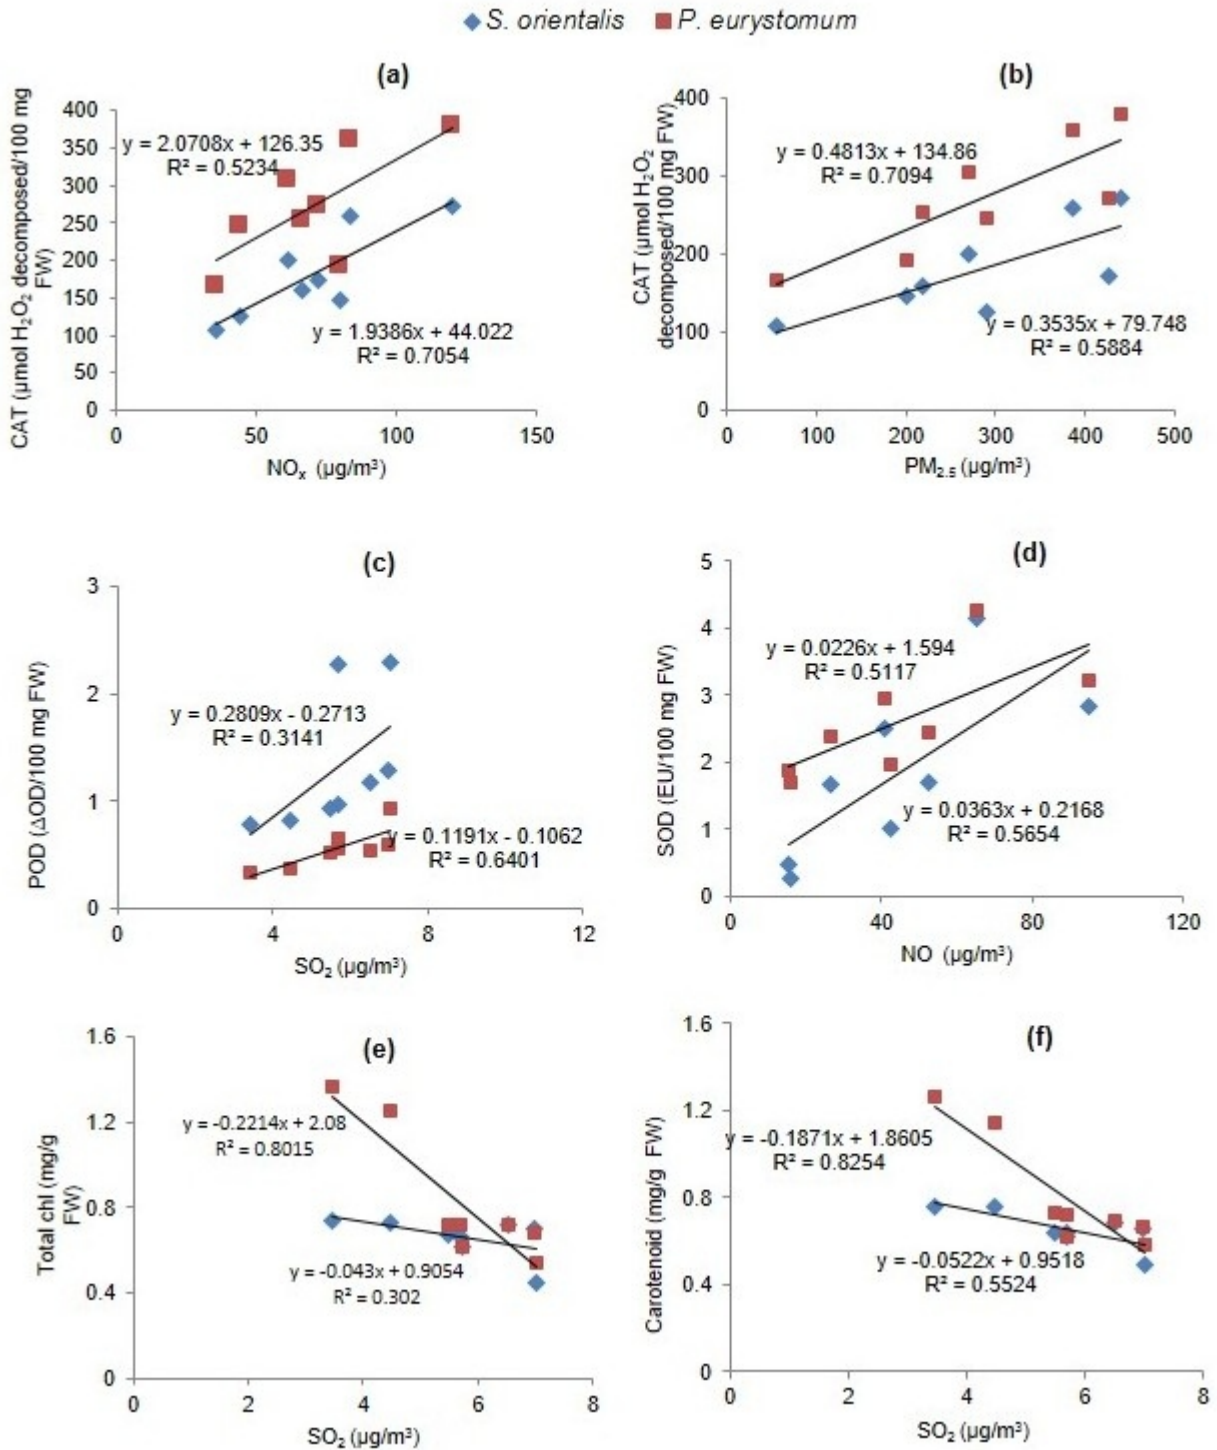 S. orientalis P. eurystomum
(a)
CAT (µmol H₂O₂ decomposed/100 mg
FW)
400
350
300
250
200
150
100
50
0
y = 2.0708x + 126.35
R² = 0.5234
y = 1.9386x + 44.022
R² = 0.7054
0 50 100 150
NOₓ (µg/m³)
(b)
CAT (µmol H₂O₂
decomposed/100 mg FW)
400
300
200
100
0
y = 0.4813x + 134.86
R² = 0.7094
y = 0.3535x + 79.748
R² = 0.5884
0 100 200 300 400 500
PM₂.₅ (µg/m³)
(c)
POD (ΔOD/100 mg FW)
3
2
1
0
y = 0.2809x - 0.2713
R² = 0.3141
y = 0.1191x - 0.1062
R² = 0.6401
0 4 8 12
SO₂ (µg/m³)
(d)
SOD (EU/100 mg FW)
5
4
3
2
1
0
y = 0.0226x + 1.594
R² = 0.5117
y = 0.0363x + 0.2168
R² = 0.5654
0 40 80 120
NO (µg/m³)
(e)
Total chl (mg/g
FW)
1.6
1.2
0.8
0.4
0
y = -0.2214x + 2.08
R² = 0.8015
y = -0.043x + 0.9054
R² = 0.302
0 2 4 6 8
SO₂ (µg/m³)
(f)
Carotenoid (mg/g FW)
1.6
1.2
0.8
0.4
0
y = -0.1871x + 1.8605
R² = 0.8254
y = -0.0522x + 0.9518
R² = 0.5524
0 2 4 6 8
SO₂ (µg/m³)